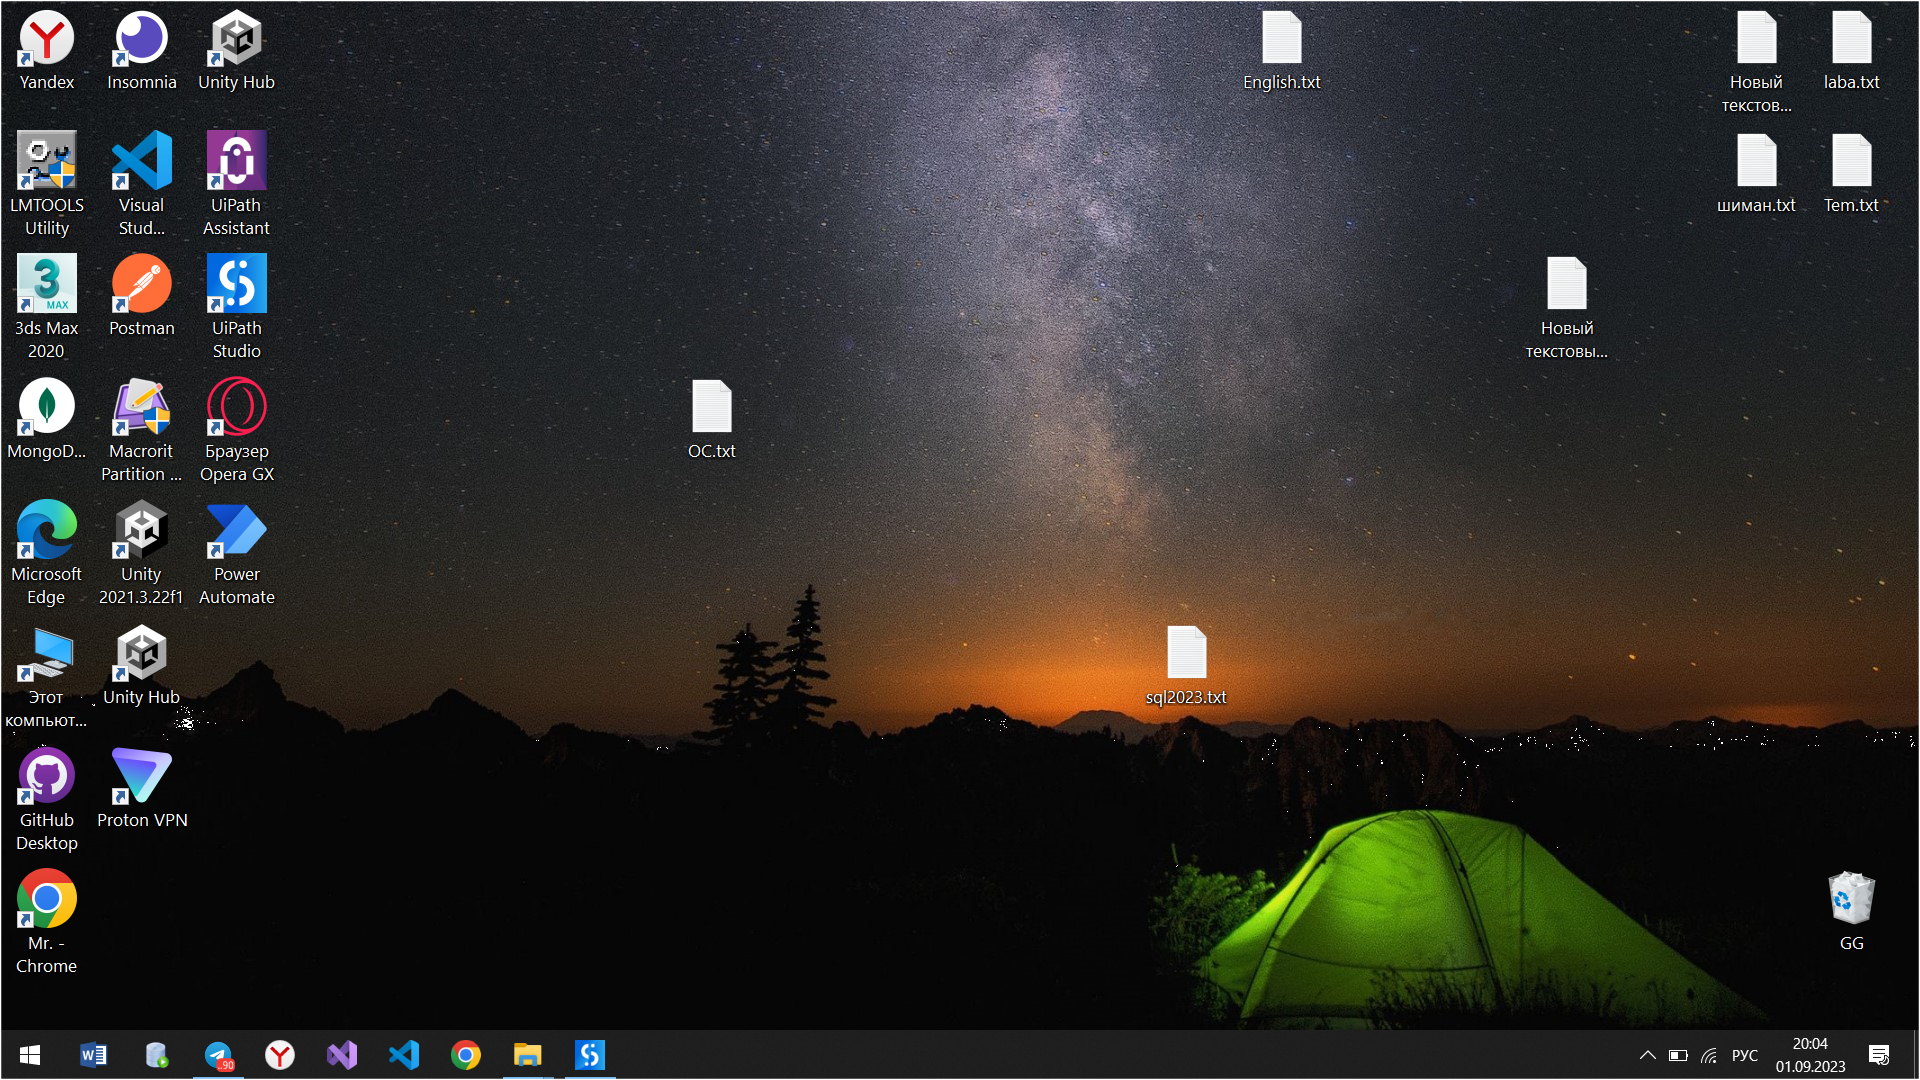 Yandex
Insomnia
Unity Hub
English.txt
Новый
текстов...
laba.txt
LMTOOLS
Utility
Visual
Stud...
UiPath
Assistant
шиман.txt
Tem.txt
3
MAX
3ds Max
2020
Postman
UiPath
Studio
Новый
текстовы...
MongoD...
Macrorit
Partition ...
Браузер
Opera GX
ОС.txt
Microsoft
Edge
Unity
2021.3.22f1
Power
Automate
Этот
компьют...
Unity Hub
sql2023.txt
GitHub
Desktop
Proton VPN
Mr. -
Chrome
GG
..90
РУС
20:04
01.09.2023